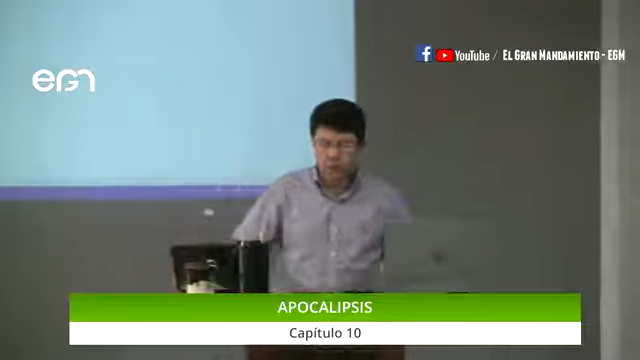 YouTube / EL GRAN MANDAMIENTO - EGM
eGM
APOCALIPSIS
Capítulo 10